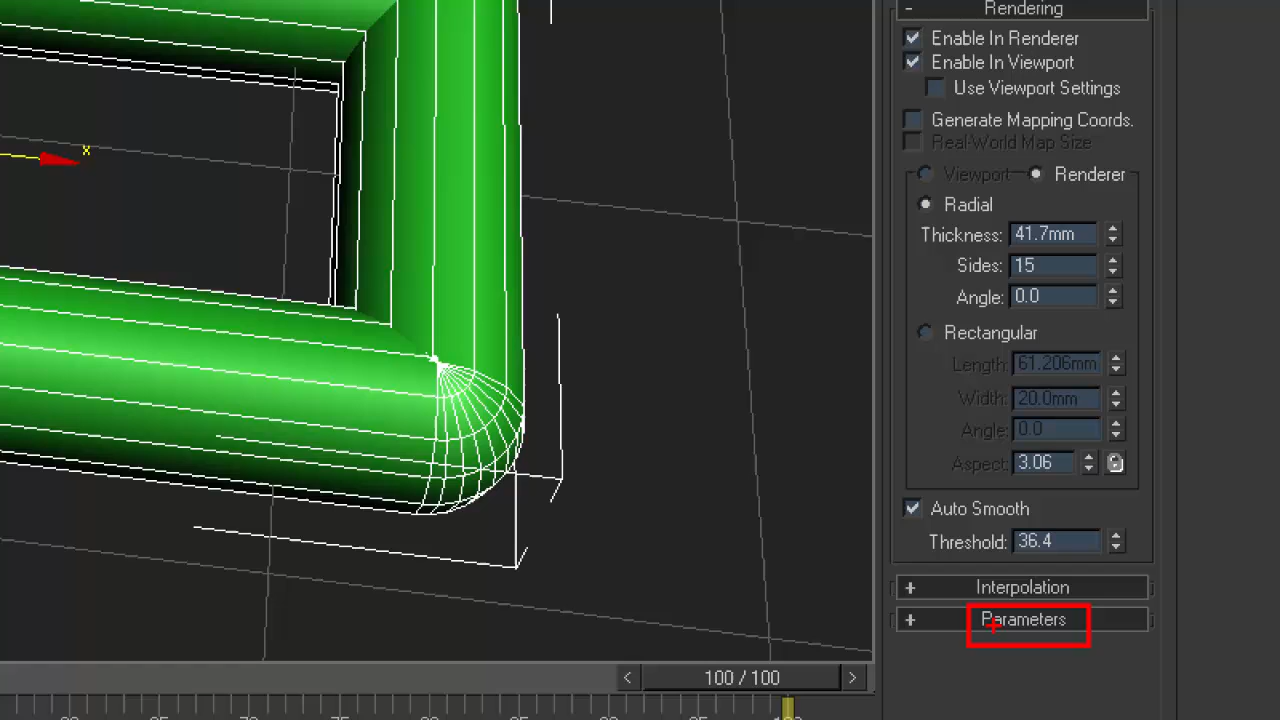 Rendering
Enable In Renderer
Enable In Viewport
Use Viewport Settings
Generate Mapping Coords.
Real-World Map Size
Viewport Renderer
Radial
Thickness: 41.7mm
Sides: 15
Angle: 0.0
Rectangular
Length: 61.206mm
Width: 20.0mm
Angle: 0.0
Aspect: 3.06
Auto Smooth
Threshold: 36.4
+ Interpolation
+ Parameters
x
< 100 / 100 >